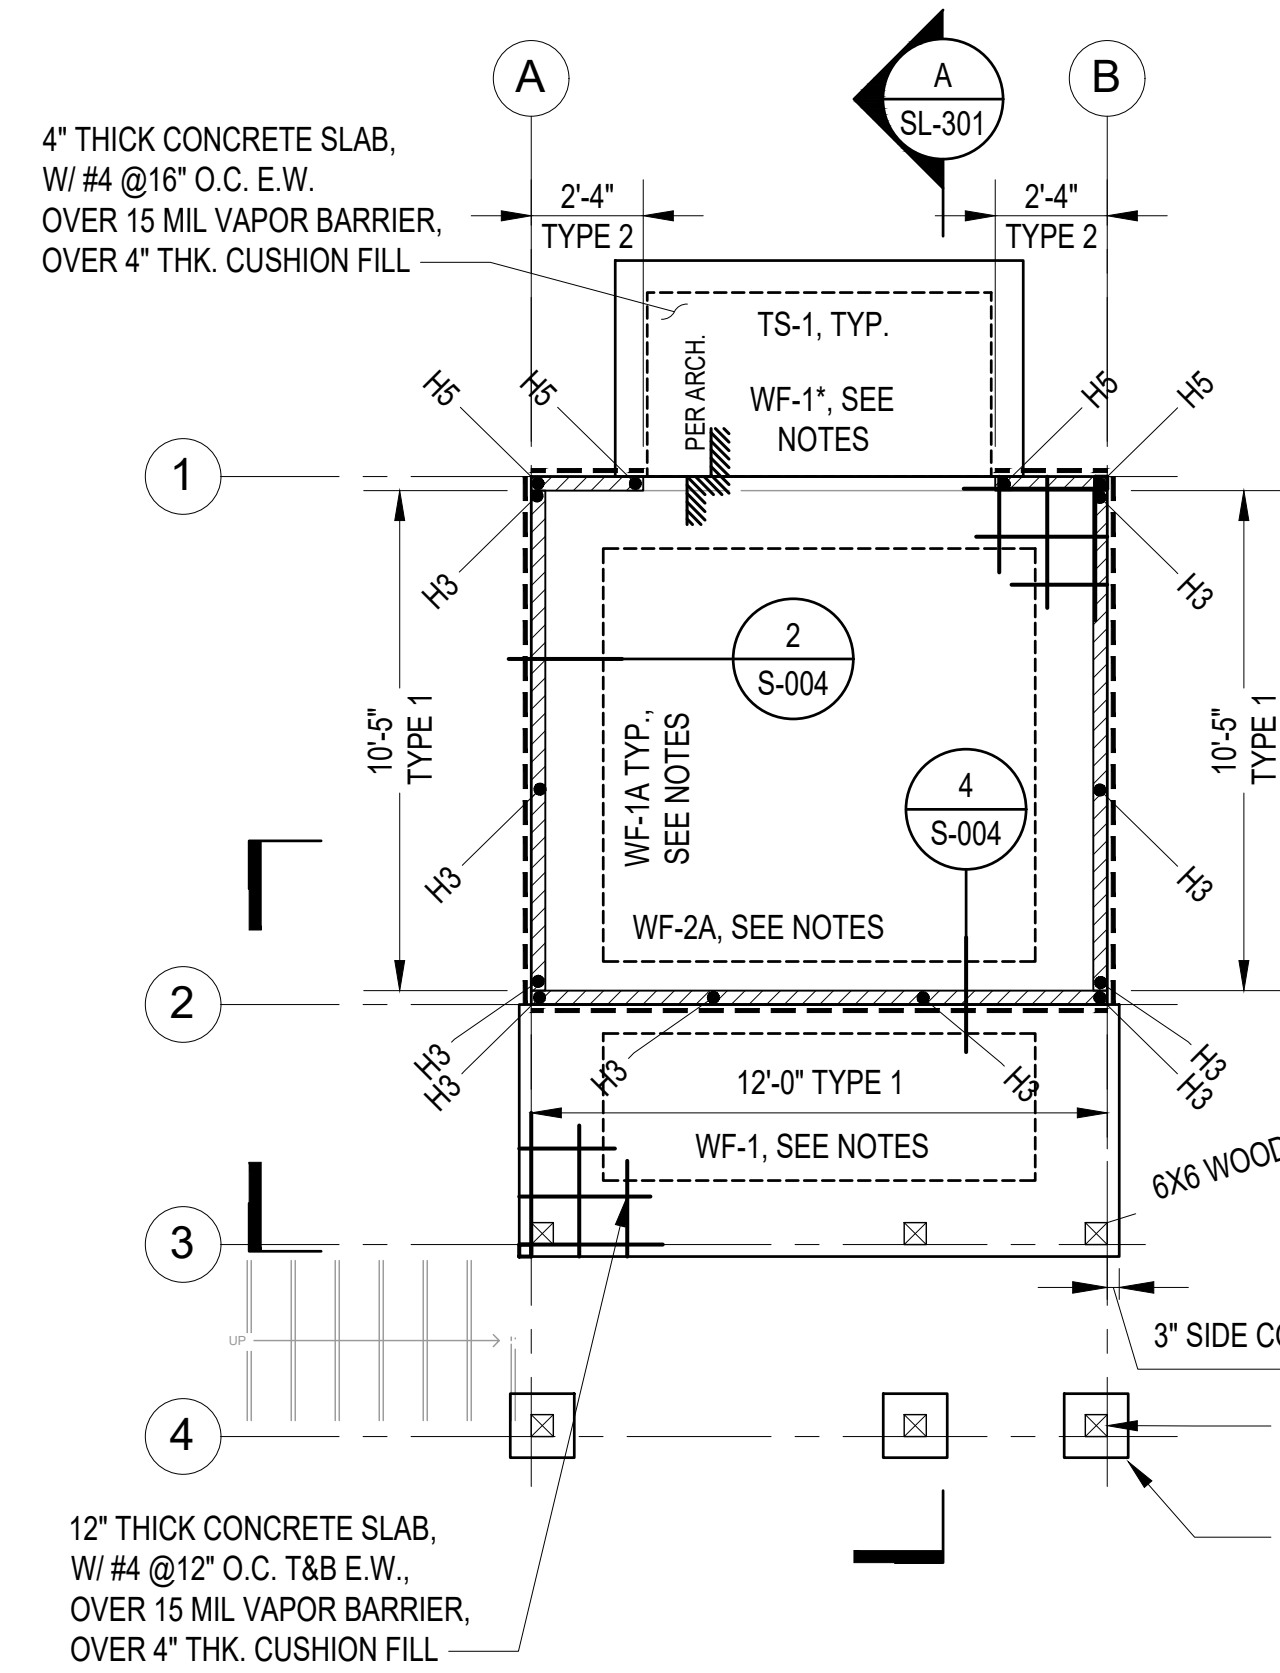 A
B
A
SL-301
4" THICK CONCRETE SLAB,
W/ #4 @16" O.C. E.W.
OVER 15 MIL VAPOR BARRIER,
OVER 4" THK. CUSHION FILL
2'-4"
TYPE 2
2'-4"
TYPE 2
TS-1, TYP.
PER ARCH.
WF-1*, SEE
NOTES
H5
H5
H5
H5
1
H3
H3
2
S-004
10'-5"
TYPE 1
WF-1A TYP.,
SEE NOTES
10'-5"
TYPE 1
4
S-004
H3
H3
WF-2A, SEE NOTES
2
H3
H3
H3
H3
H3
H3
12'-0" TYPE 1
WF-1, SEE NOTES
6X6 WOOD
3
UP
3" SIDE
4
12" THICK CONCRETE SLAB,
W/ #4 @12" O.C. T&B E.W.,
OVER 15 MIL VAPOR BARRIER,
OVER 4" THK. CUSHION FILL